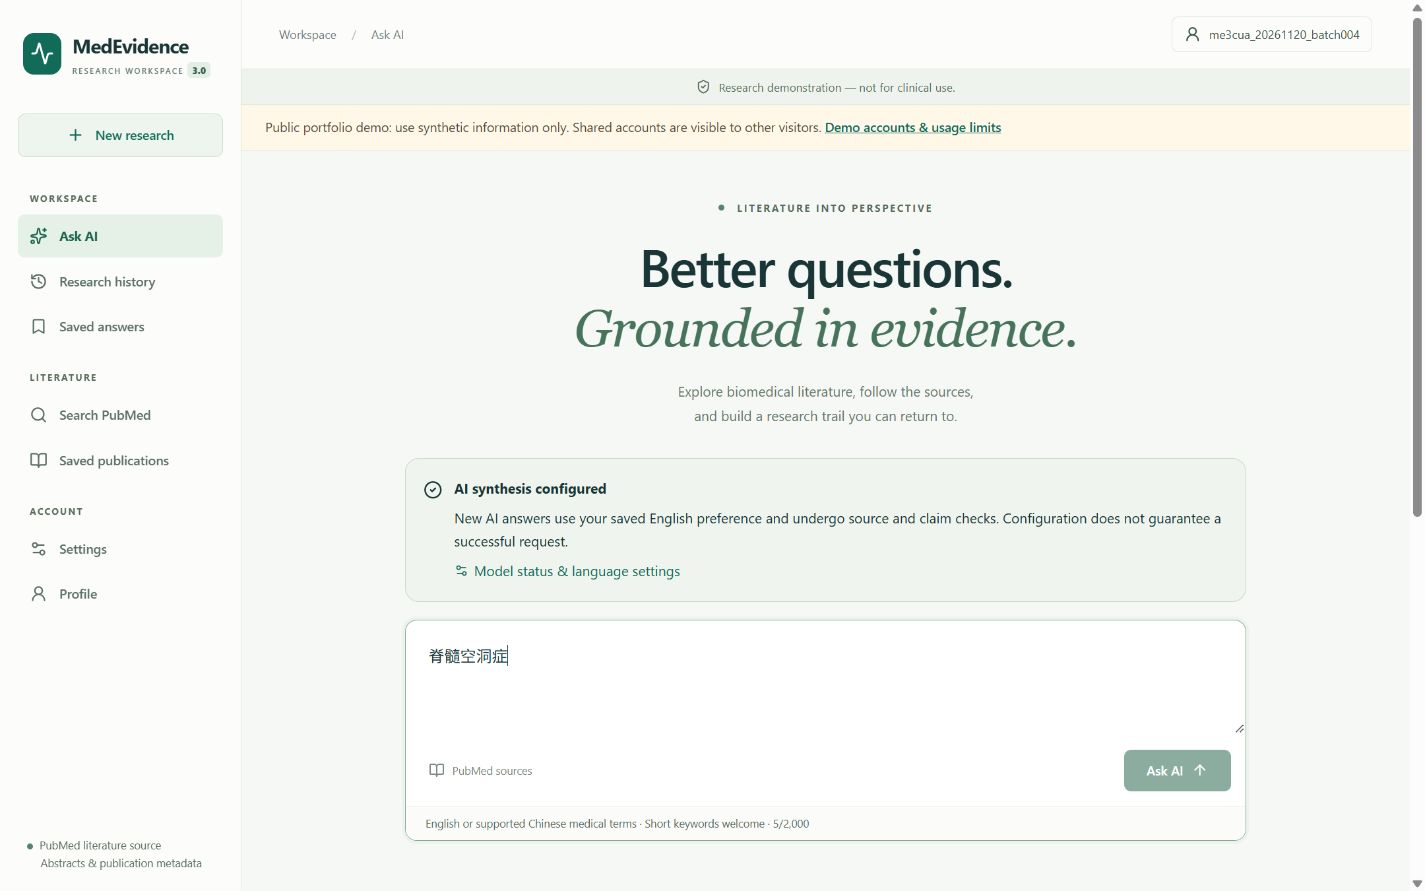 MedEvidence
RESEARCH WORKSPACE 3.0
New research
WORKSPACE
Ask AI
Research history
Saved answers
LITERATURE
Search PubMed
Saved publications
ACCOUNT
Settings
Profile
PubMed literature source
Abstracts & publication metadata
Workspace / Ask AI
me3cua_20261120_batch004
Research demonstration — not for clinical use.
Public portfolio demo: use synthetic information only. Shared accounts are visible to other visitors. Demo accounts & usage limits
LITERATURE INTO PERSPECTIVE
Better questions.
Grounded in evidence.
Explore biomedical literature, follow the sources,
and build a research trail you can return to.
AI synthesis configured
New AI answers use your saved English preference and undergo source and claim checks. Configuration does not guarantee a
successful request.
Model status & language settings
脊髓空洞症
PubMed sources
Ask AI
English or supported Chinese medical terms · Short keywords welcome · 5/2,000